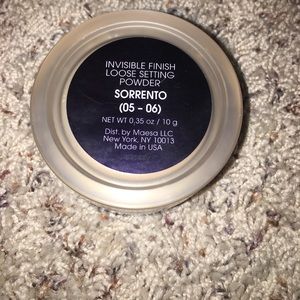 INVISIBLE FINISH
LOOSE SETTING
POWDER
SORRENTO
(05 – 06)
NET WT 0,35 oz / 10 g
Dist. by Maesa LLC
New York, NY 10013
Made in USA